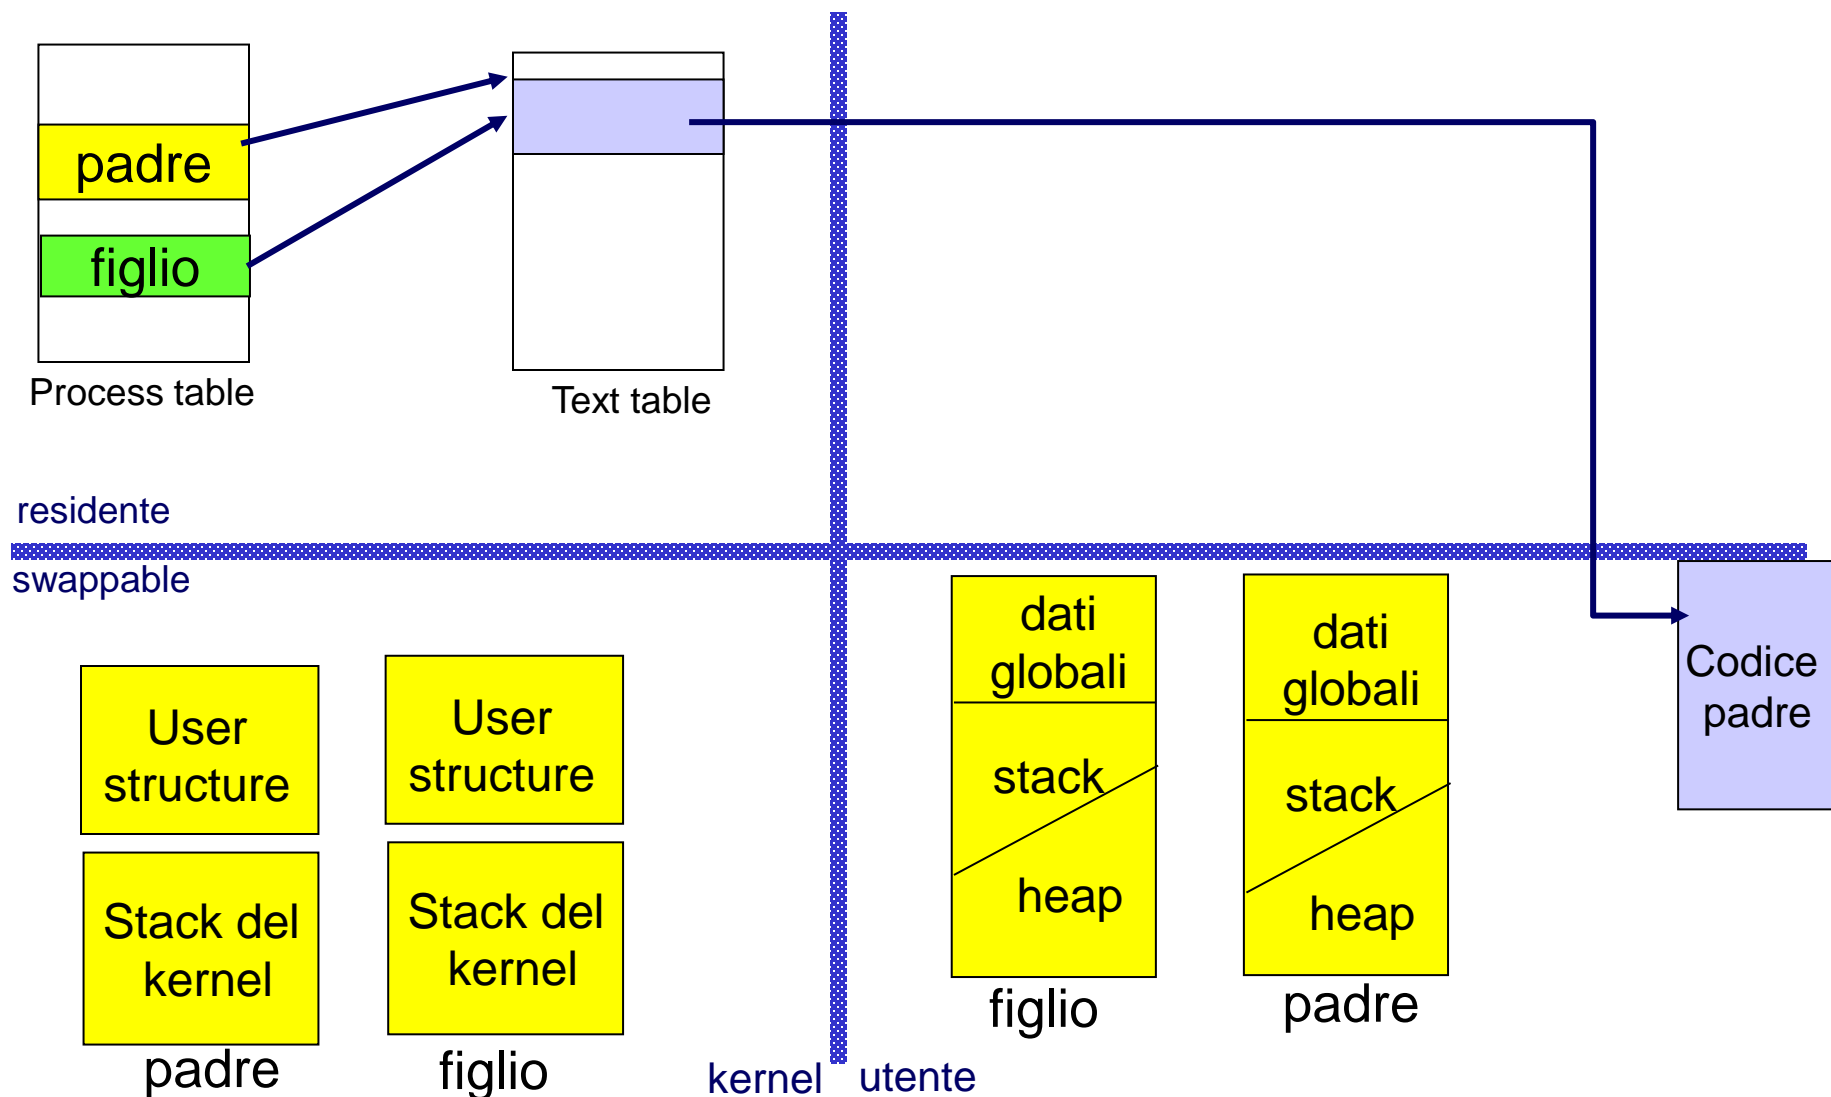 padre
figlio
Process table
Text table
residente
swappable
User
structure
Stack del
kernel
padre
User
structure
Stack del
kernel
figlio
kernel
utente
dati
globali
stack
heap
figlio
dati
globali
stack
heap
padre
Codice
padre